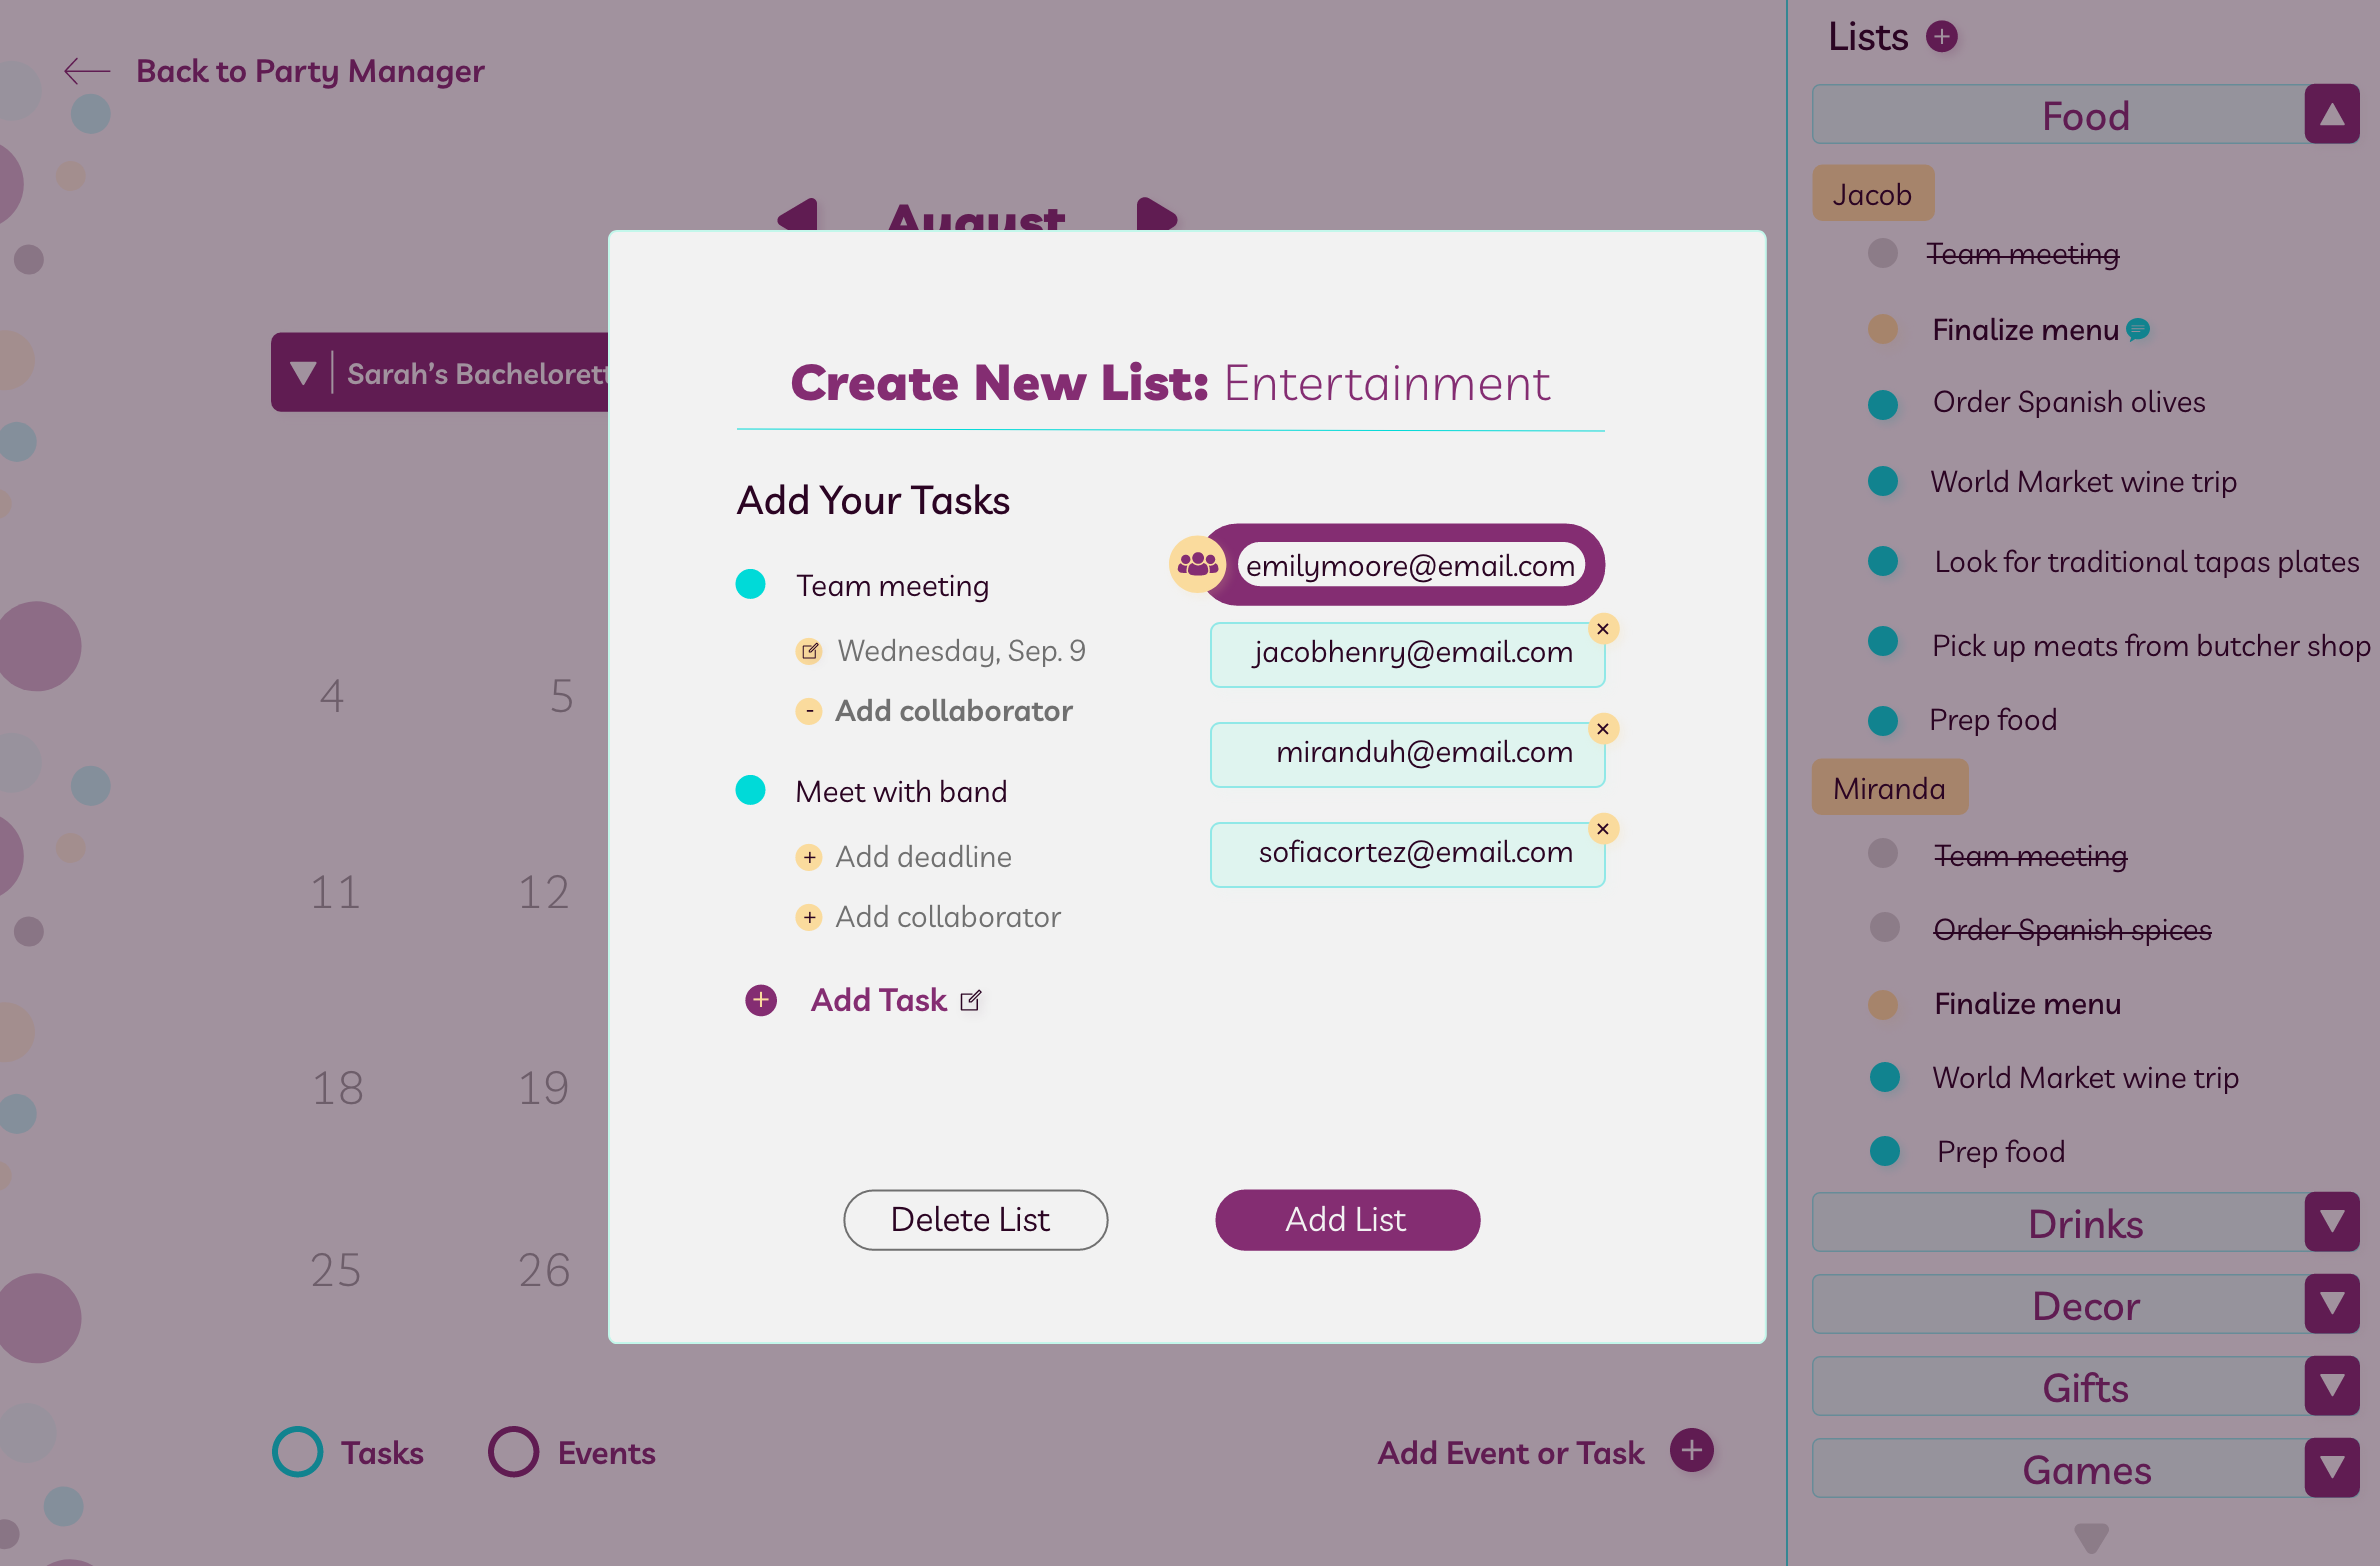 Back to Party Manager
August
Sarah's Bachelorett
4
5
11
12
18
19
25
26
Tasks
Events
Add Event or Task
Create New List: Entertainment
Add Your Tasks
Team meeting
Wednesday, Sep. 9
Add collaborator
Meet with band
Add deadline
Add collaborator
Add Task
emilymoore@email.com
jacobhenry@email.com
miranduh@email.com
sofiacortez@email.com
Delete List
Add List
Lists
Food
Jacob
Team meeting
Finalize menu
Order Spanish olives
World Market wine trip
Look for traditional tapas plates
Pick up meats from butcher shop
Prep food
Miranda
Team meeting
Order Spanish spices
Finalize menu
World Market wine trip
Prep food
Drinks
Decor
Gifts
Games